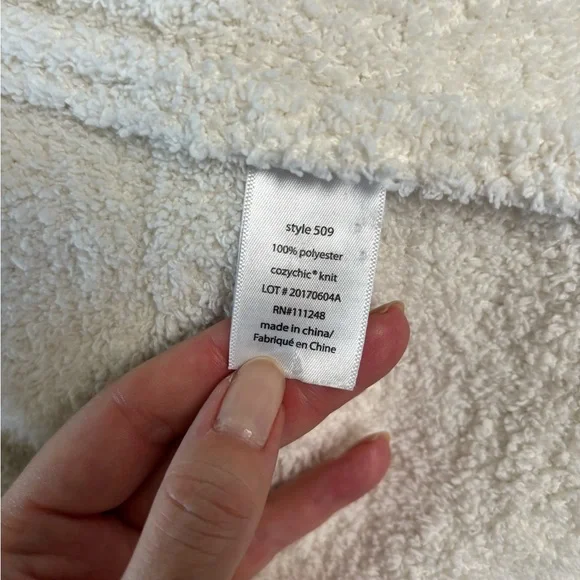 style 509
100% polyester
cozychic® knit
LOT # 20170604A
RN#111248
made in china/
Fabriqué en Chine